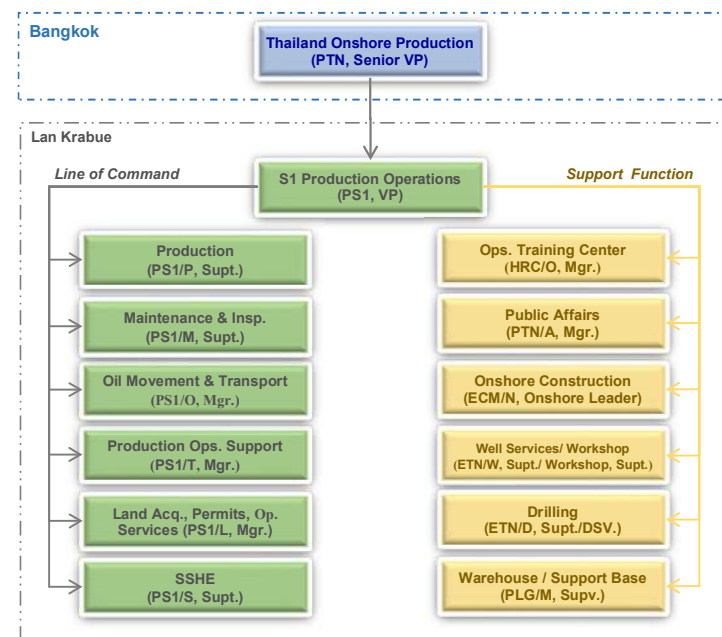 Bangkok
Thailand Onshore Production
(PTN, Senior VP)
Lan Krabue
Line of Command
S1 Production Operations
(PS1, VP)
Support Function
Production
(PS1/P, Supt.)
Maintenance & Insp.
(PS1/M, Supt.)
Oil Movement & Transport
(PS1/O, Mgr.)
Production Ops. Support
(PS1/T, Mgr.)
Land Acq., Permits, Op.
Services (PS1/L, Mgr.)
SSHE
(PS1/S, Supt.)
Ops. Training Center
(HRC/O, Mgr.)
Public Affairs
(PTN/A, Mgr.)
Onshore Construction
(ECM/N, Onshore Leader)
Well Services/ Workshop
(ETN/W, Supt./ Workshop, Supt.)
Drilling
(ETN/D, Supt./DSV.)
Warehouse / Support Base
(PLG/M, Supv.)